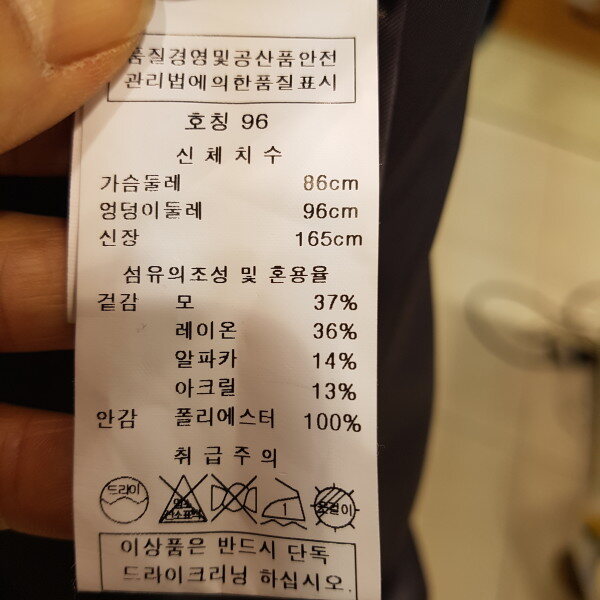 품질경영및공산품안전
관리법에의한품질표시
호칭 96
신체치수
가슴둘레 86cm
엉덩이둘레 96cm
신장 165cm
섬유의조성 및 혼용율
겉감 모 37%
레이온 36%
알파카 14%
아크릴 13%
안감 폴리에스터 100%
취급주의
드라이 1 옷걸이
이상품은 반드시 단독
드라이크리닝 하십시오.